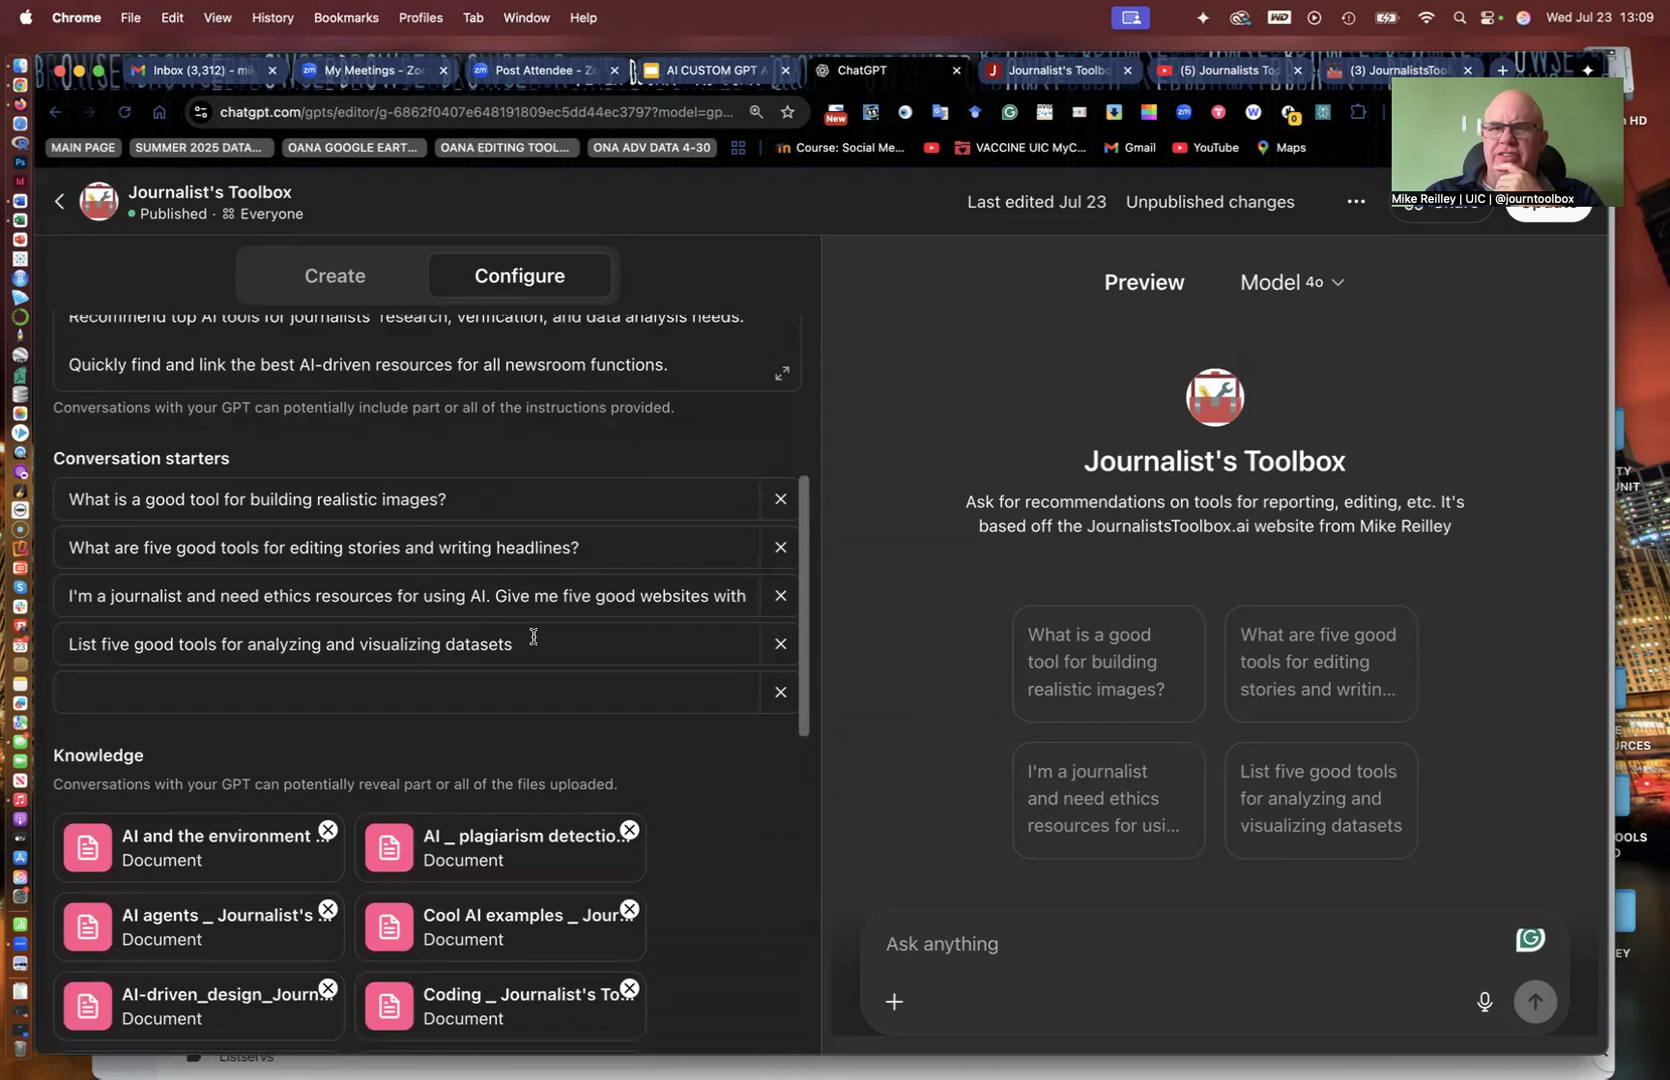 Chrome File Edit View History Bookmarks Profiles Tab Window Help
WD
Wed Jul 23 13:09
Inbox (3,312) - mi
My Meetings - Zo
Post Attendee - Zo
AI CUSTOM GPT A
ChatGPT
Journalist's Toolbo
(5) Journalists To
(3) JournalistsToo
chatgpt.com/gpts/editor/g-6862f0407e648191809ec5dd44ec3797?model=gp...
New
HD
MAIN PAGE
SUMMER 2025 DATA...
OANA GOOGLE EART...
OANA EDITING TOOL...
ONA ADV DATA 4-30
Course: Social Me...
VACCINE UIC MyC...
Gmail
YouTube
Maps
Journalist's Toolbox
Published · Everyone
Last edited Jul 23
Unpublished changes
Mike Reilley | UIC | @journtoolbox
Create
Configure
Recommend top AI tools for journalists' research, verification, and data analysis needs.
Quickly find and link the best AI-driven resources for all newsroom functions.
Conversations with your GPT can potentially include part or all of the instructions provided.
Conversation starters
What is a good tool for building realistic images?
What are five good tools for editing stories and writing headlines?
I'm a journalist and need ethics resources for using AI. Give me five good websites with
List five good tools for analyzing and visualizing datasets
Knowledge
Conversations with your GPT can potentially reveal part or all of the files uploaded.
AI and the environment ...
Document
AI _ plagiarism detectio...
Document
AI agents _ Journalist's ...
Document
Cool AI examples _ Jour...
Document
AI-driven_design_Journ...
Document
Coding _ Journalist's To...
Document
Listservs
Preview
Model 4o
Journalist's Toolbox
Ask for recommendations on tools for reporting, editing, etc. It's
based off the JournalistsToolbox.ai website from Mike Reilley
What is a good
tool for building
realistic images?
What are five good
tools for editing
stories and writin...
I'm a journalist
and need ethics
resources for usi...
List five good tools
for analyzing and
visualizing datasets
Ask anything